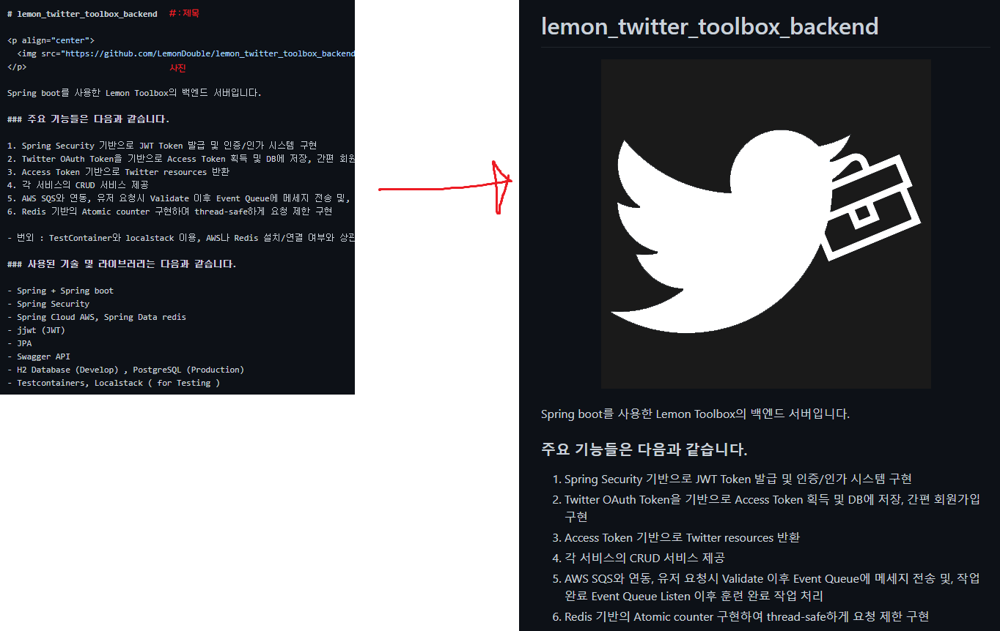 # lemon_twitter_toolbox_backend # : 제목
<p align="center">
<img src="https://github.com/LemonDouble/lemon_twitter_toolbox_backend
</p>
사진
Spring boot를 사용한 Lemon Toolbox의 백엔드 서버입니다.
### 주요 기능들은 다음과 같습니다.
1. Spring Security 기반으로 JWT Token 발급 및 인증/인가 시스템 구현
2. Twitter OAuth Token을 기반으로 Access Token 획득 및 DB에 저장, 간편 회원
3. Access Token 기반으로 Twitter resources 반환
4. 각 서비스의 CRUD 서비스 제공
5. AWS SQS와 연동, 유저 요청시 Validate 이후 Event Queue에 메세지 전송 및,
6. Redis 기반의 Atomic counter 구현하여 thread-safe하게 요청 제한 구현
- 번외 : TestContainer와 localstack 이용, AWS나 Redis 설치/연결 여부와 상관
### 사용된 기술 및 라이브러리는 다음과 같습니다.
- Spring + Spring boot
- Spring Security
- Spring Cloud AWS, Spring Data redis
- jjwt (JWT)
- JPA
- Swagger API
- H2 Database (Develop) , PostgreSQL (Production)
- Testcontainers, Localstack ( for Testing )
lemon_twitter_toolbox_backend
Spring boot를 사용한 Lemon Toolbox의 백엔드 서버입니다.
주요 기능들은 다음과 같습니다.
1. Spring Security 기반으로 JWT Token 발급 및 인증/인가 시스템 구현
2. Twitter OAuth Token을 기반으로 Access Token 획득 및 DB에 저장, 간편 회원가입
구현
3. Access Token 기반으로 Twitter resources 반환
4. 각 서비스의 CRUD 서비스 제공
5. AWS SQS와 연동, 유저 요청시 Validate 이후 Event Queue에 메세지 전송 및, 작업
완료 Event Queue Listen 이후 훈련 완료 작업 처리
6. Redis 기반의 Atomic counter 구현하여 thread-safe하게 요청 제한 구현